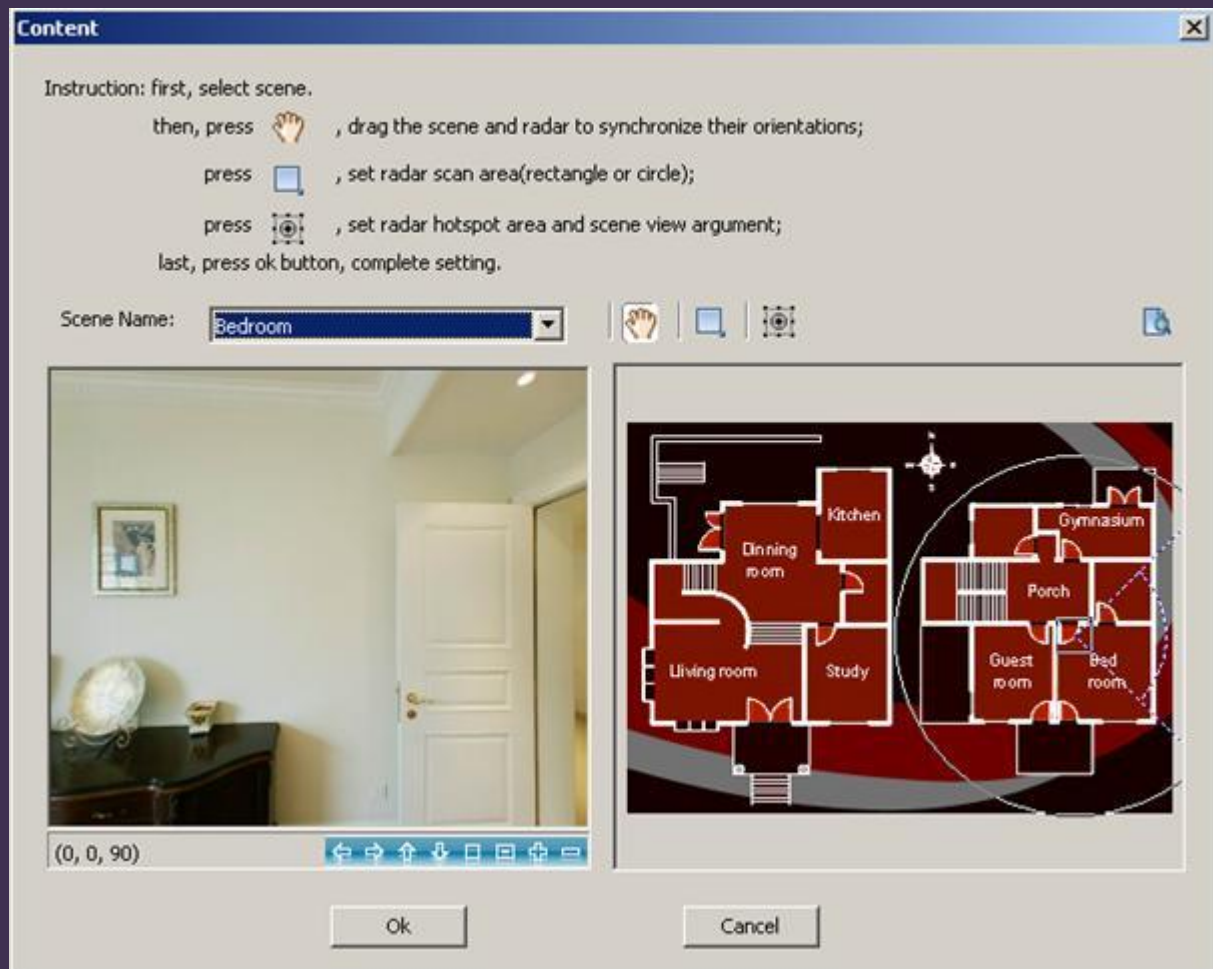 Content
Instruction: first, select scene.
then, press , drag the scene and radar to synchronize their orientations;
press , set radar scan area(rectangle or circle);
press , set radar hotspot area and scene view argument;
last, press ok button, complete setting.
Scene Name: Bedroom
Kitchen
Dinning
room
Living room
Study
Gymnasium
Porch
Guest
room
Bed
room
(0, 0, 90)
Ok
Cancel